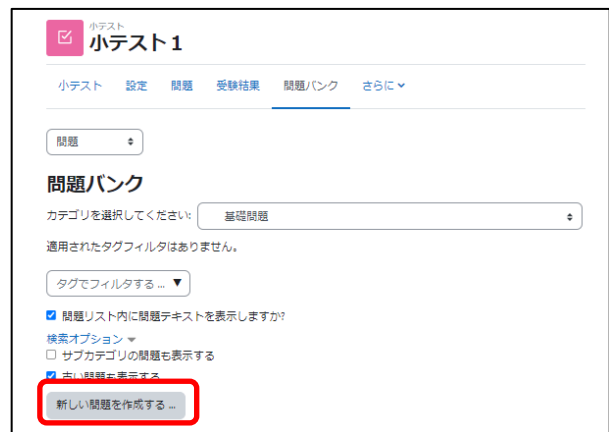 小テスト
小テスト1
小テスト 設定 問題 受験結果 問題バンク さらに
問題
問題バンク
カテゴリを選択してください: 基礎問題
適用されたタグフィルタはありません。
タグでフィルタする ... ▼
問題リスト内に問題テキストを表示しますか?
検索オプション
サブカテゴリの問題も表示する
古い問題も表示する
新しい問題を作成する ...